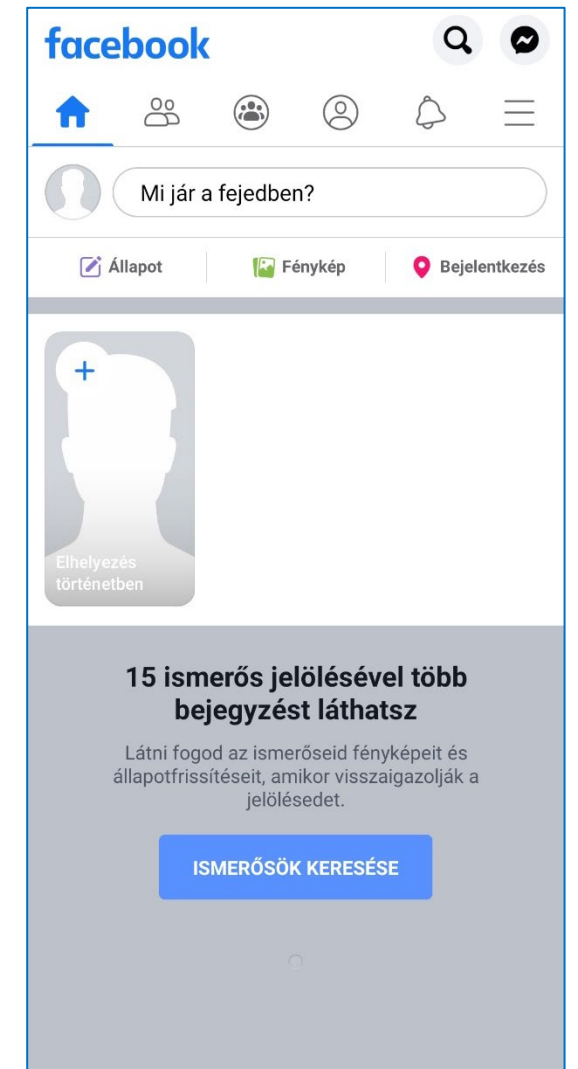 facebook
Mi jár a fejedben?
Állapot
Fénykép
Bejelentkezés
Elhelyezés
történetben
15 ismerős jelölésével több
bejegyzést láthatsz
Látni fogod az ismerőseid fényképeit és
állapotfrissítéseit, amikor visszaigazolják a
jelölésedet.
ISMERŐSÖK KERESÉSE